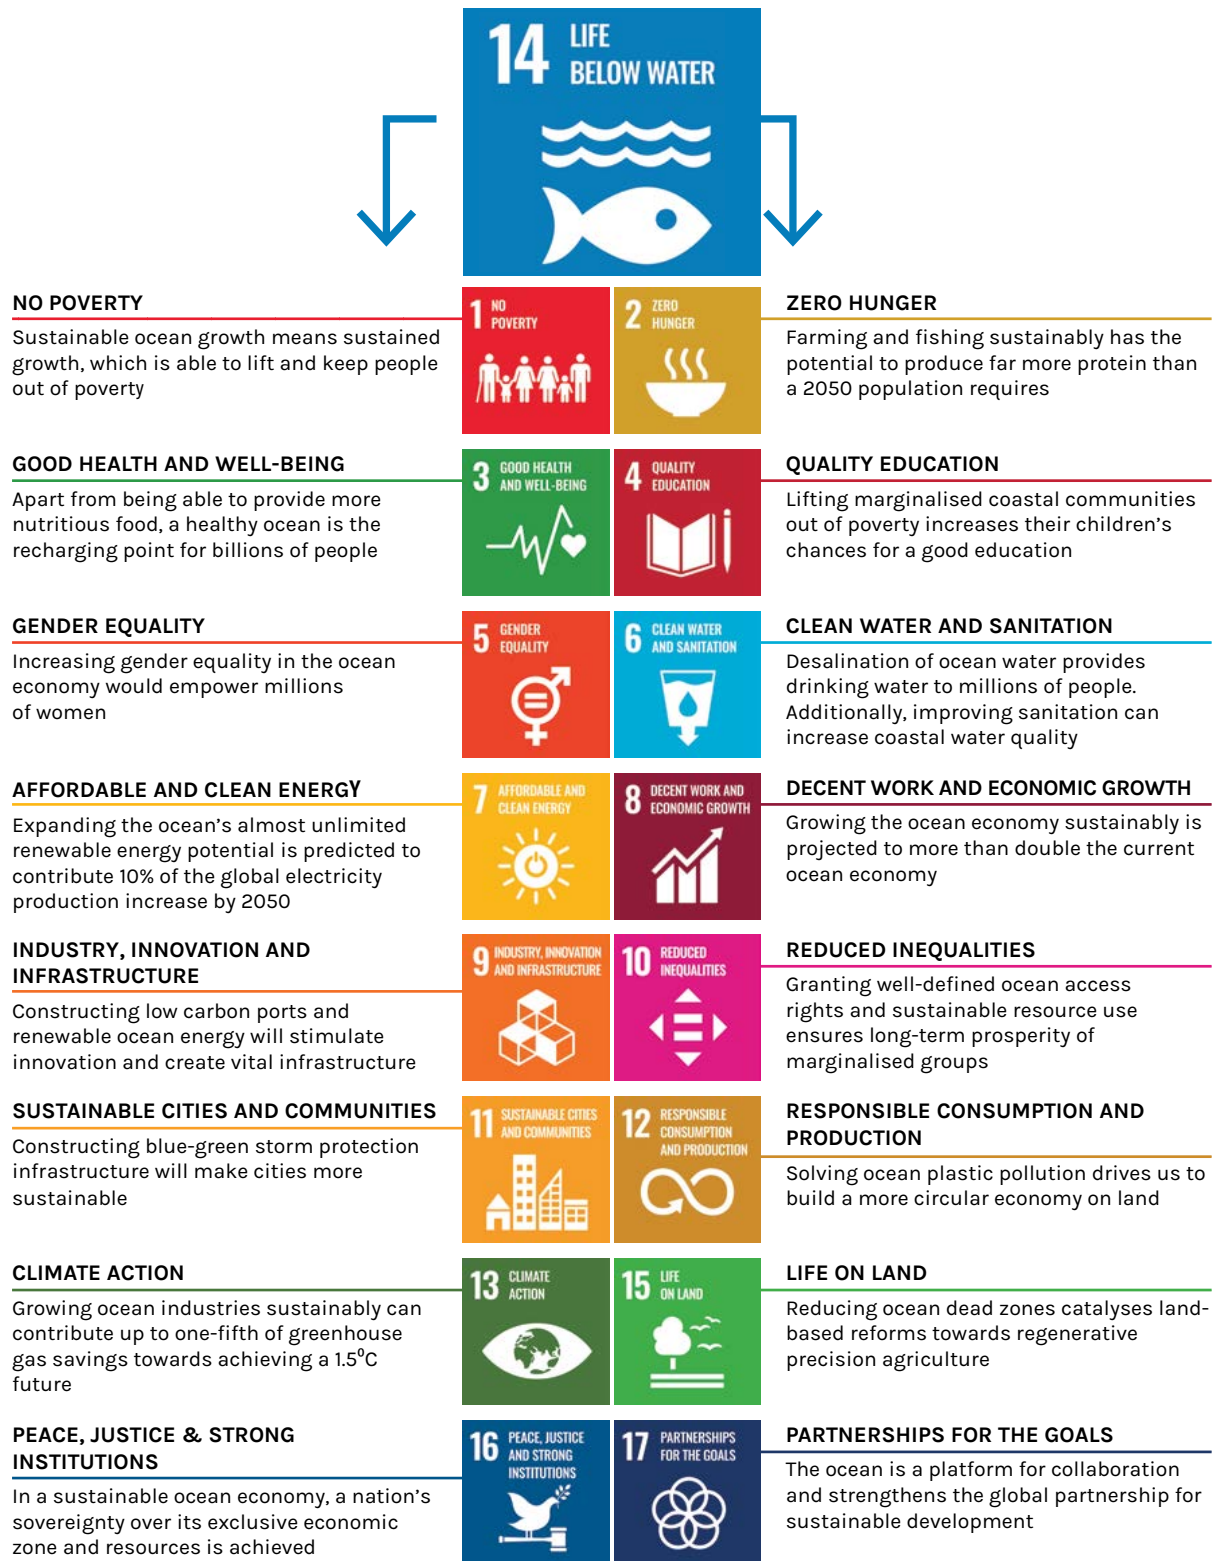 14 LIFE
BELOW WATER
NO POVERTY
Sustainable ocean growth means sustained
growth, which is able to lift and keep people
out of poverty
1 NO
POVERTY
2 ZERO
HUNGER
ZERO HUNGER
Farming and fishing sustainably has the
potential to produce far more protein than
a 2050 population requires
GOOD HEALTH AND WELL-BEING
Apart from being able to provide more
nutritious food, a healthy ocean is the
recharging point for billions of people
3 GOOD HEALTH
AND WELL-BEING
4 QUALITY
EDUCATION
QUALITY EDUCATION
Lifting marginalised coastal communities
out of poverty increases their children's
chances for a good education
GENDER EQUALITY
Increasing gender equality in the ocean
economy would empower millions
of women
5 GENDER
EQUALITY
6 CLEAN WATER
AND SANITATION
CLEAN WATER AND SANITATION
Desalination of ocean water provides
drinking water to millions of people.
Additionally, improving sanitation can
increase coastal water quality
AFFORDABLE AND CLEAN ENERGY
Expanding the ocean's almost unlimited
renewable energy potential is predicted to
contribute 10% of the global electricity
production increase by 2050
7 AFFORDABLE AND
CLEAN ENERGY
8 DECENT WORK AND
ECONOMIC GROWTH
DECENT WORK AND ECONOMIC GROWTH
Growing the ocean economy sustainably is
projected to more than double the current
ocean economy
INDUSTRY, INNOVATION AND
INFRASTRUCTURE
Constructing low carbon ports and
renewable ocean energy will stimulate
innovation and create vital infrastructure
9 INDUSTRY, INNOVATION
AND INFRASTRUCTURE
10 REDUCED
INEQUALITIES
REDUCED INEQUALITIES
Granting well-defined ocean access
rights and sustainable resource use
ensures long-term prosperity of
marginalised groups
SUSTAINABLE CITIES AND COMMUNITIES
Constructing blue-green storm protection
infrastructure will make cities more
sustainable
11 SUSTAINABLE CITIES
AND COMMUNITIES
12 RESPONSIBLE
CONSUMPTION
AND PRODUCTION
RESPONSIBLE CONSUMPTION AND
PRODUCTION
Solving ocean plastic pollution drives us to
build a more circular economy on land
CLIMATE ACTION
Growing ocean industries sustainably can
contribute up to one-fifth of greenhouse
gas savings towards achieving a 1.5⁰C
future
13 CLIMATE
ACTION
15 LIFE
ON LAND
LIFE ON LAND
Reducing ocean dead zones catalyses land-
based reforms towards regenerative
precision agriculture
PEACE, JUSTICE & STRONG
INSTITUTIONS
In a sustainable ocean economy, a nation's
sovereignty over its exclusive economic
zone and resources is achieved
16 PEACE, JUSTICE
AND STRONG
INSTITUTIONS
17 PARTNERSHIPS
FOR THE GOALS
PARTNERSHIPS FOR THE GOALS
The ocean is a platform for collaboration
and strengthens the global partnership for
sustainable development